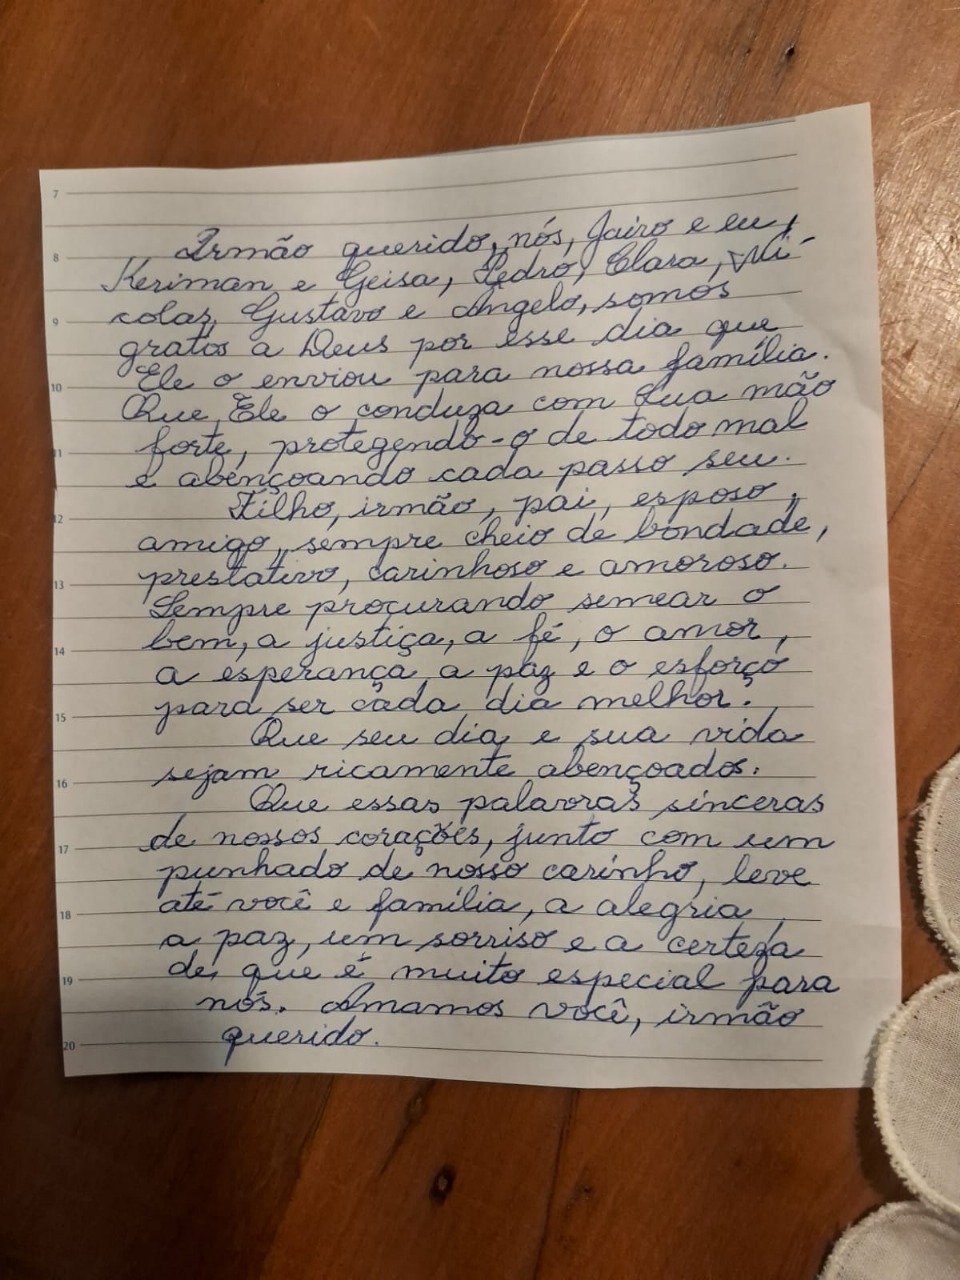 7
8 Irmão querido, nós, Jairo e eu,
Keriman e Geisa, Pedro, Clara, Ni-
9 colas, Gustavo e Angelo, somos
gratos a Deus por esse dia que
10 Ele o enviou para nossa família.
Que Ele o conduza com Sua mão
11 forte, protegendo-o de todo mal
e abençoando cada passo seu.
12 Filho, irmão, pai, esposo,
amigo, sempre cheio de bondade,
13 prestativo, carinhoso e amoroso.
Sempre procurando semear o
14 bem, a justiça, a fé, o amor,
a esperança, a paz e o esforço
15 para ser cada dia melhor.
Que seu dia e sua vida
16 sejam ricamente abençoados.
Que essas palavras sinceras
17 de nossos corações, junto com um
punhado de nosso carinho, leve
18 até você e família, a alegria,
a paz, um sorriso e a certeza
19 de que é muito especial para
nós. Amamos você, irmão
20 querido.